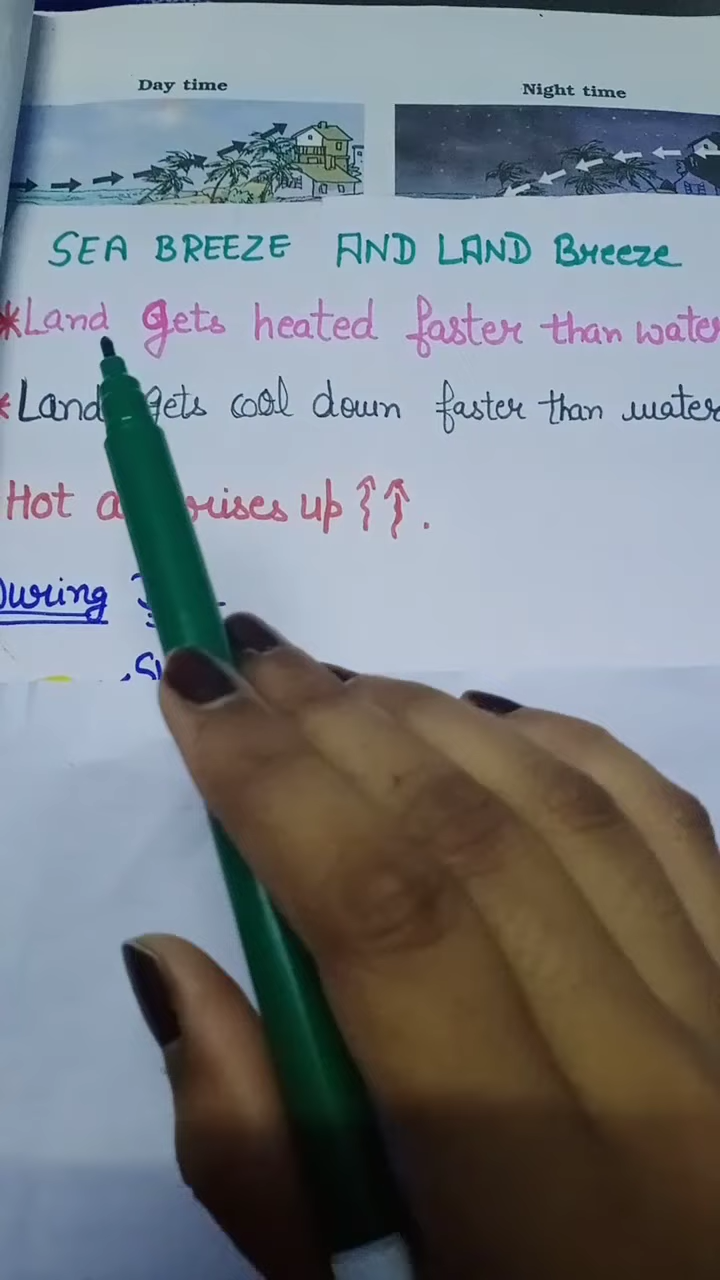 Day time
Night time
SEA BREEZE AND LAND Breeze
*Land gets heated faster than water
*Land gets cool down faster than water
Hot rises up .
During